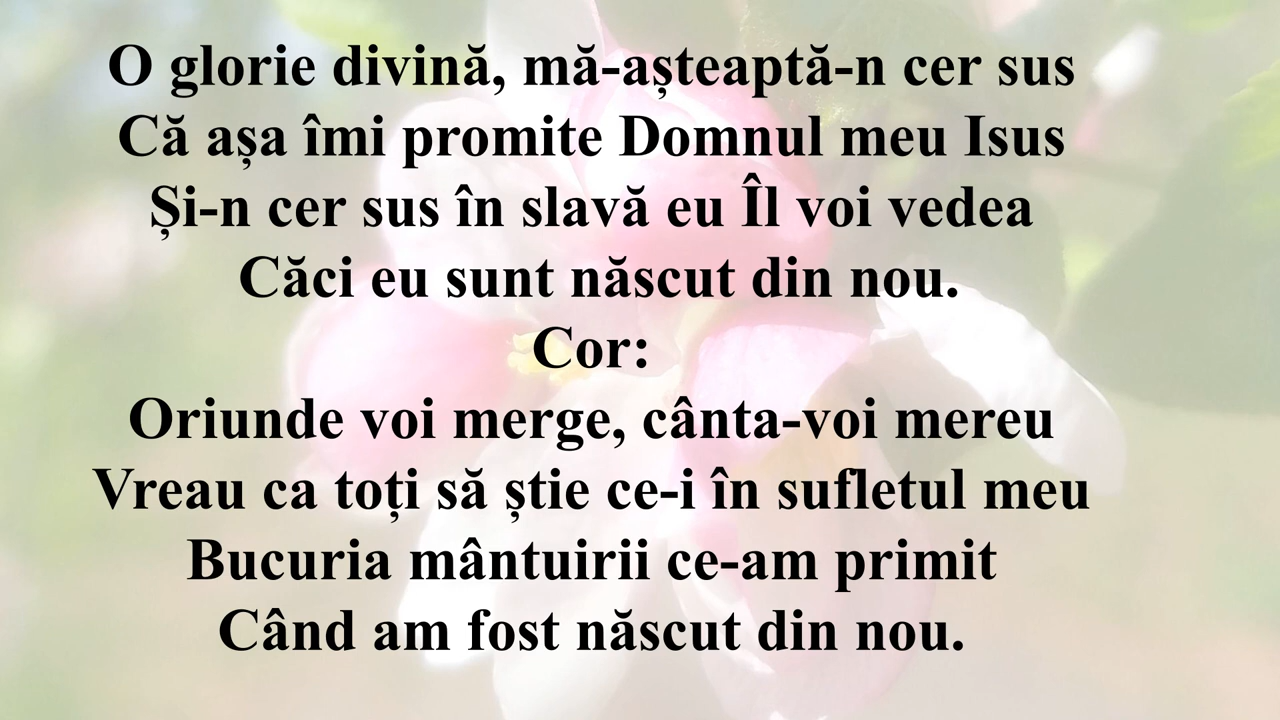 O glorie divină, mă-așteaptă-n cer sus
Că așa îmi promite Domnul meu Isus
Și-n cer sus în slavă eu Îl voi vedea
Căci eu sunt născut din nou.
Cor:
Oriunde voi merge, cânta-voi mereu
Vreau ca toți să știe ce-i în sufletul meu
Bucuria mântuirii ce-am primit
Când am fost născut din nou.